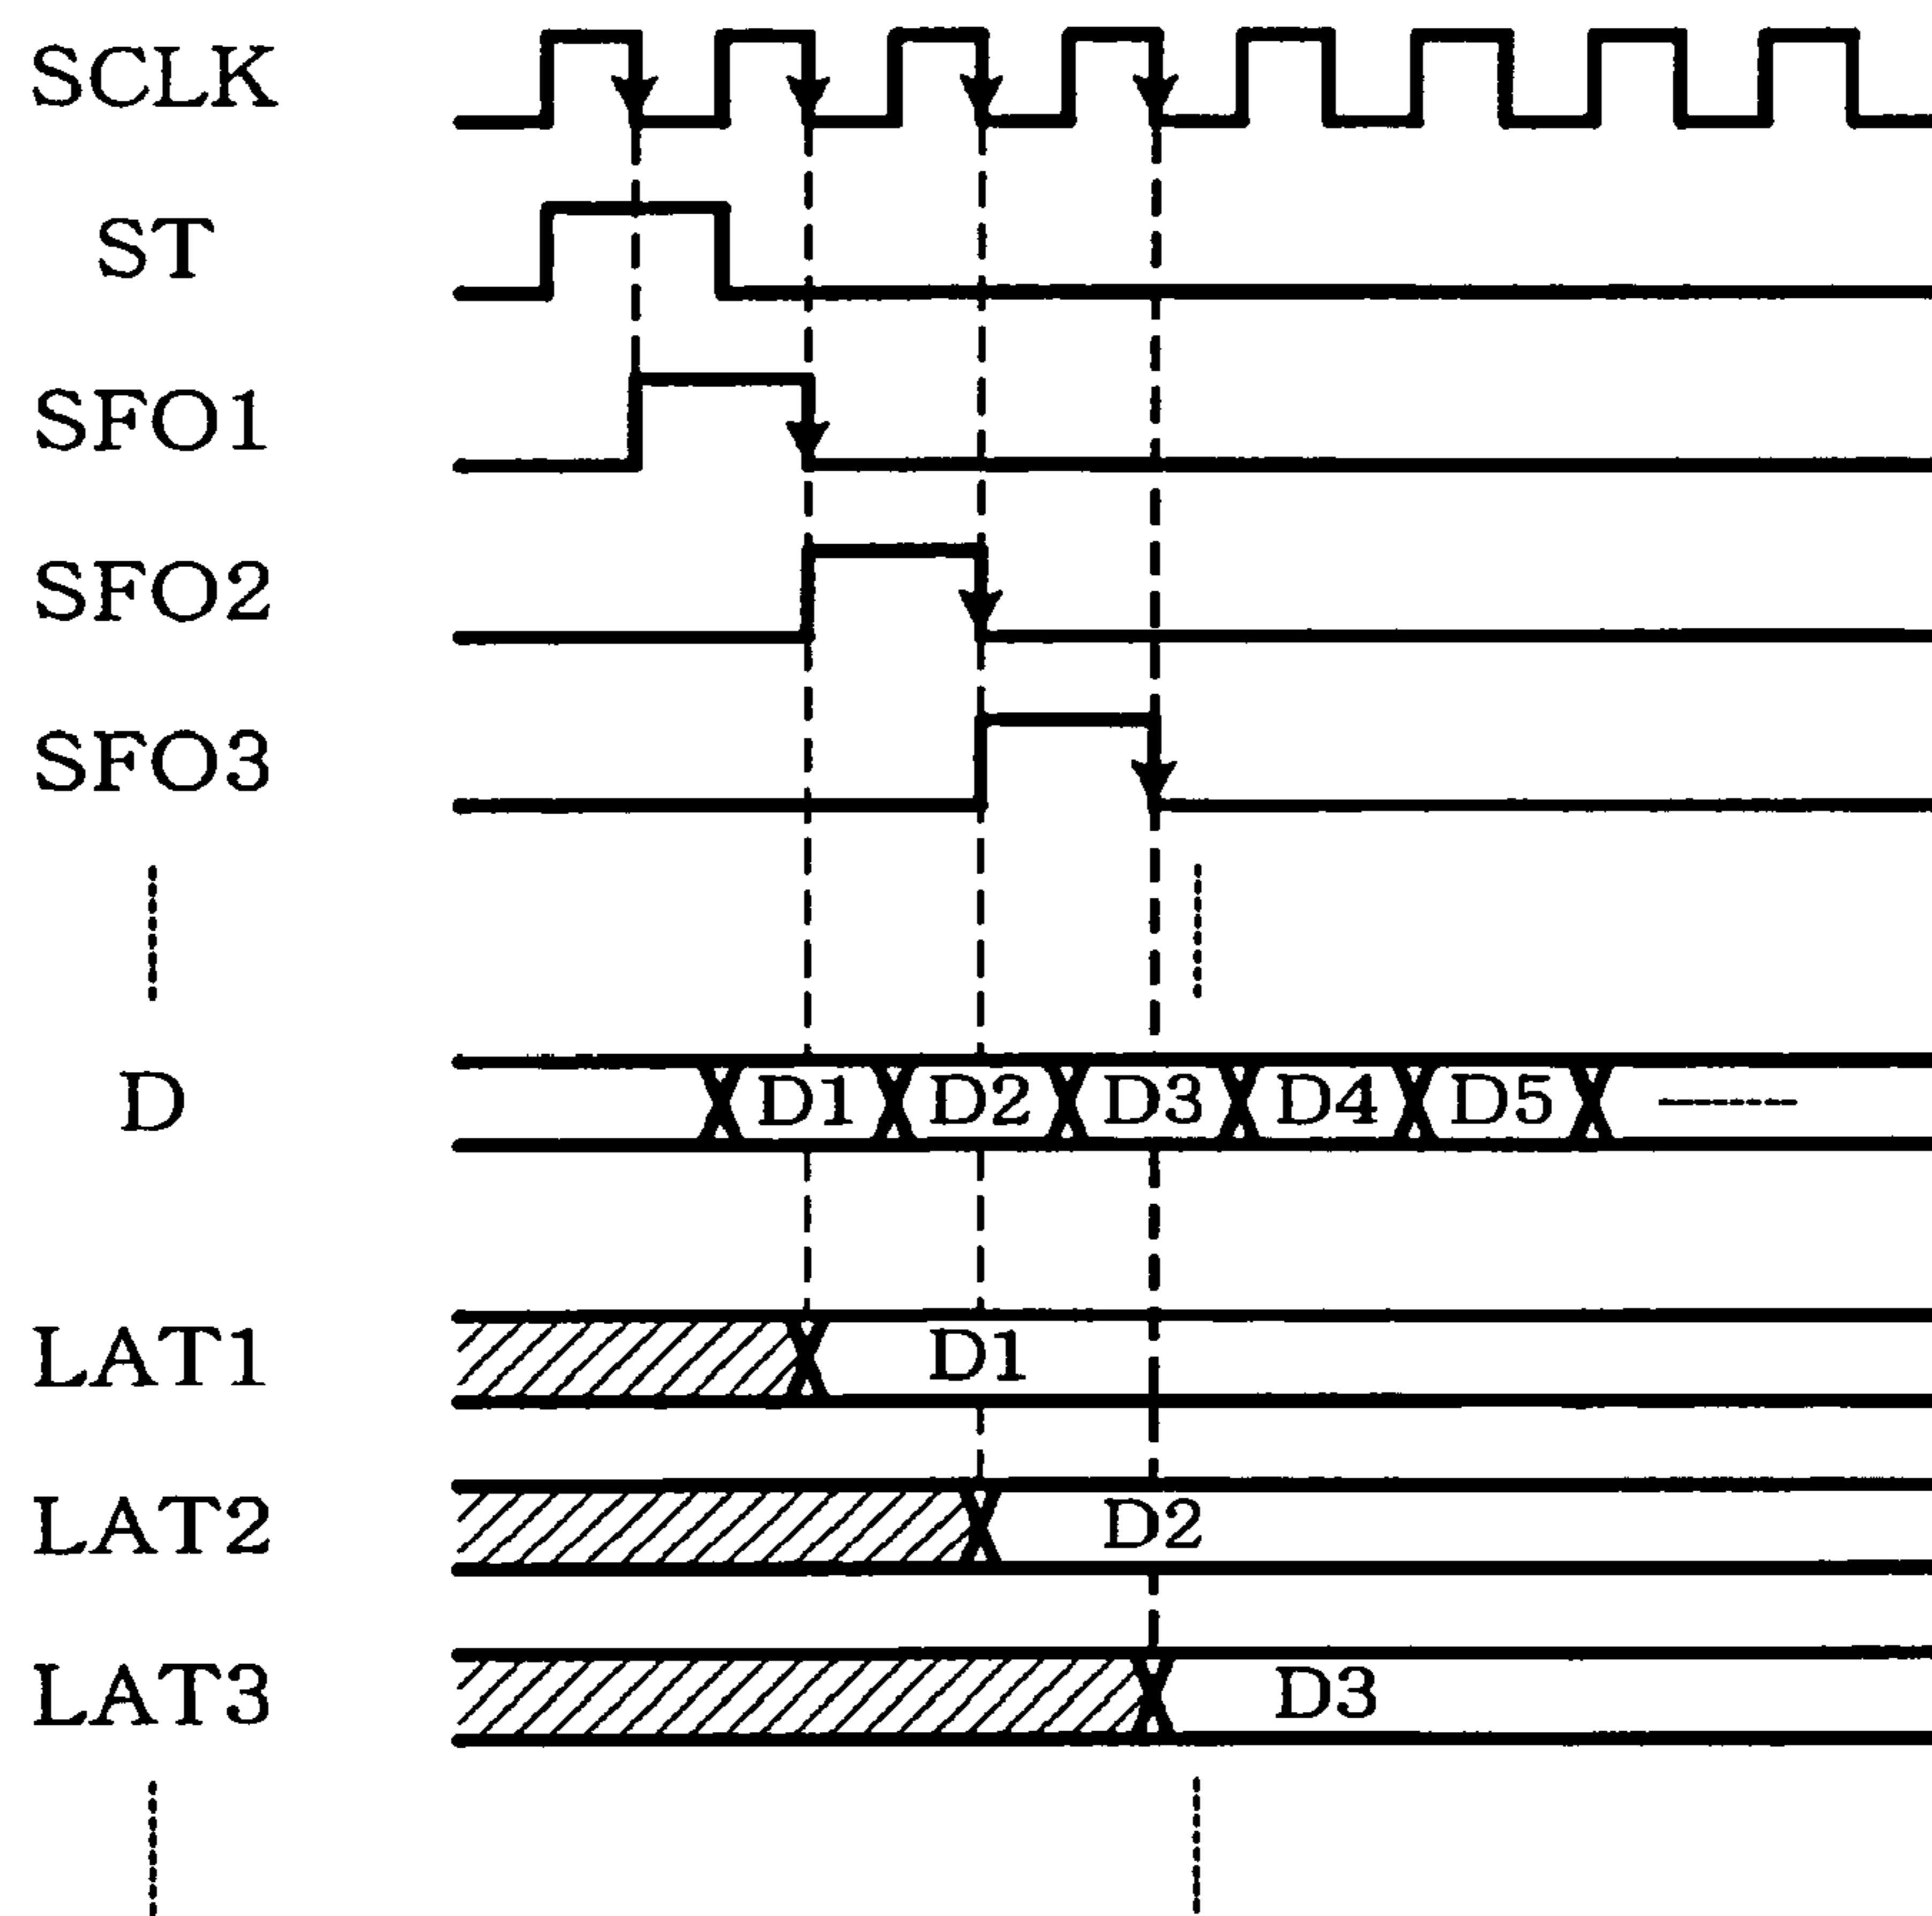 SCLK
ST
SFO1
SFO2
SFO3
D D1 D2 D3 D4 D5
LAT1 D1
LAT2 D2
LAT3 D3